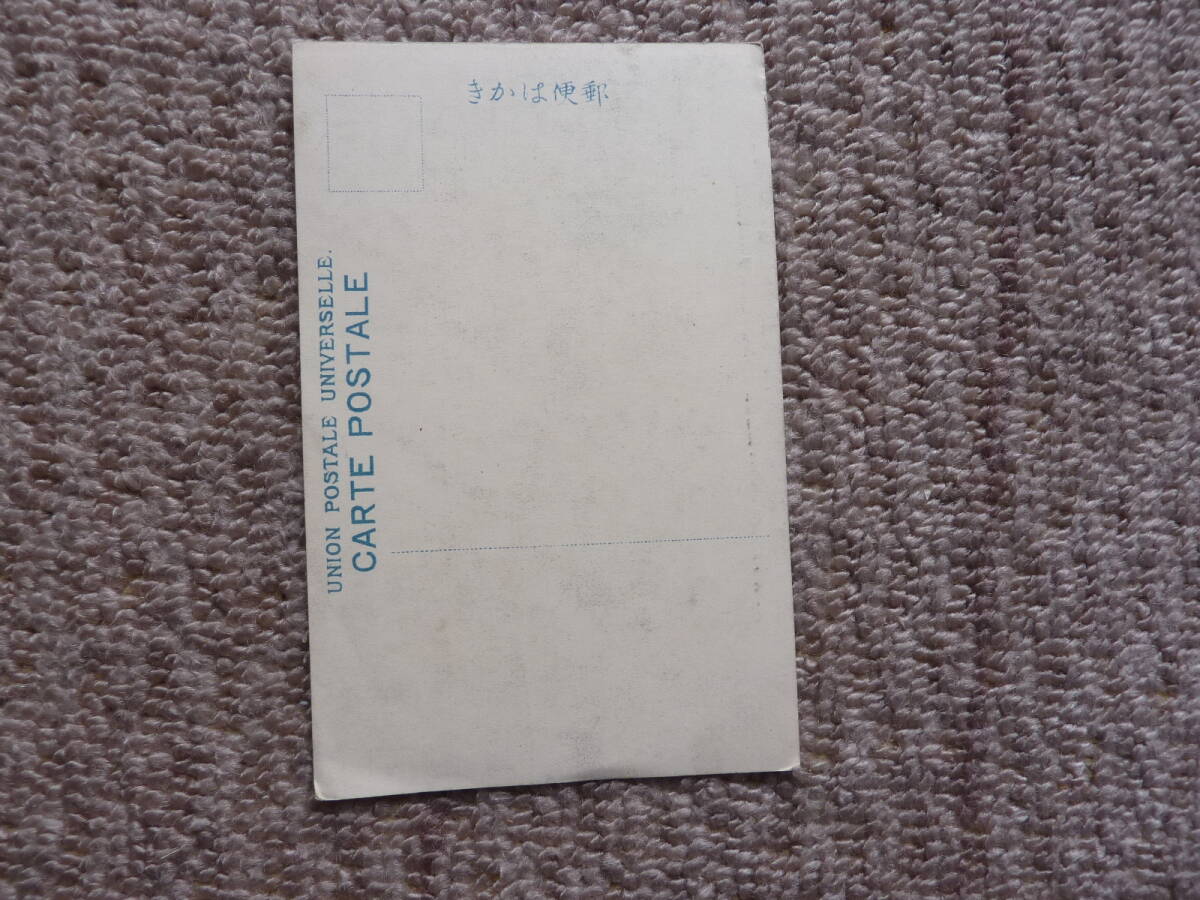 郵便はかき
UNION POSTALE UNIVERSELLE.
CARTE POSTALE